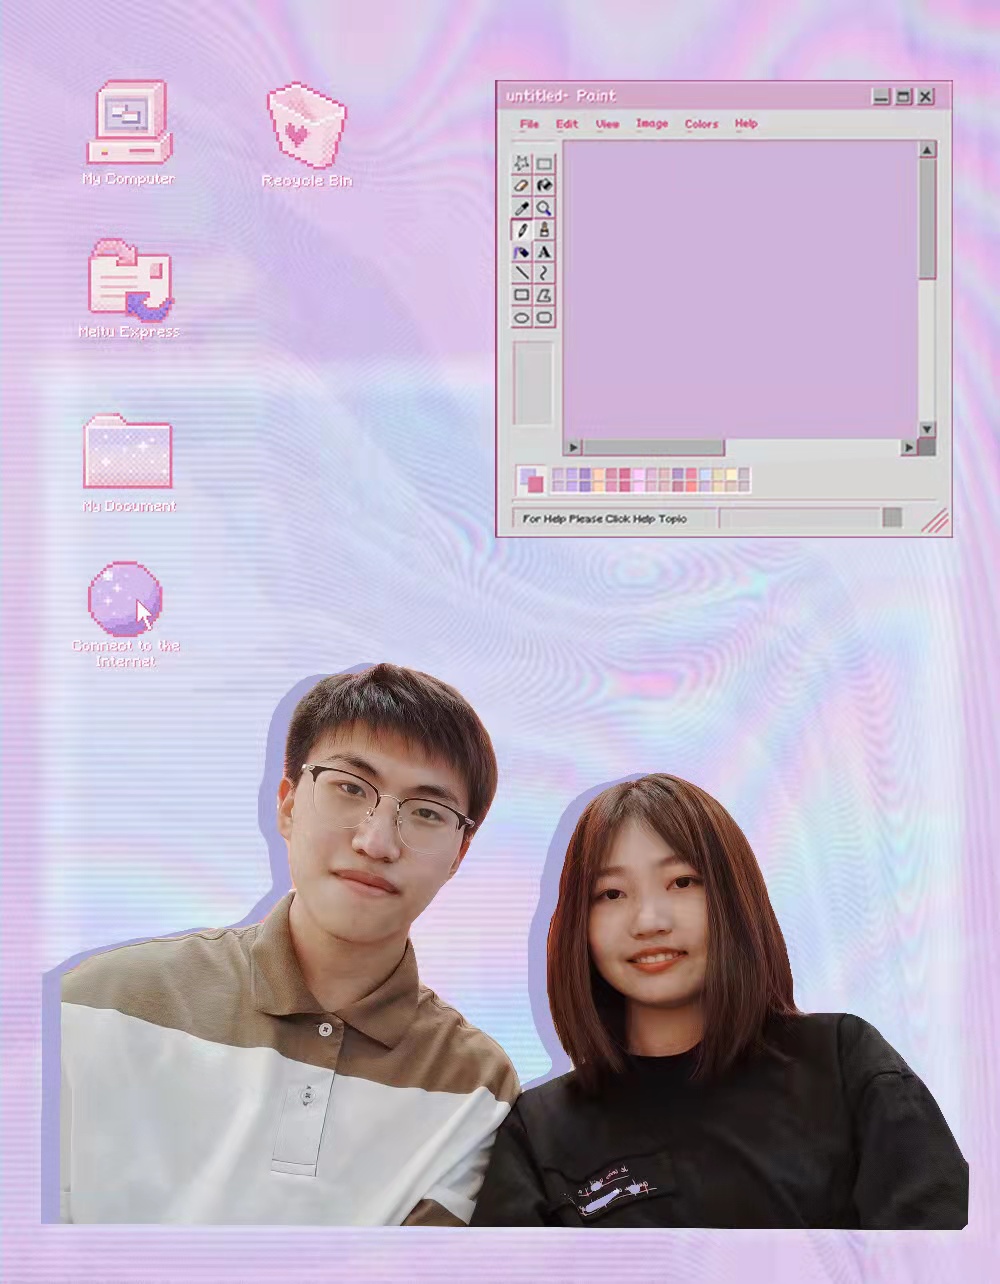 My Computer
Recycle Bin
Meitu Express
My Document
Connect to the
Internet
untitled- Paint
File Edit View Image Colors Help
A
For Help Please Click Help Topic